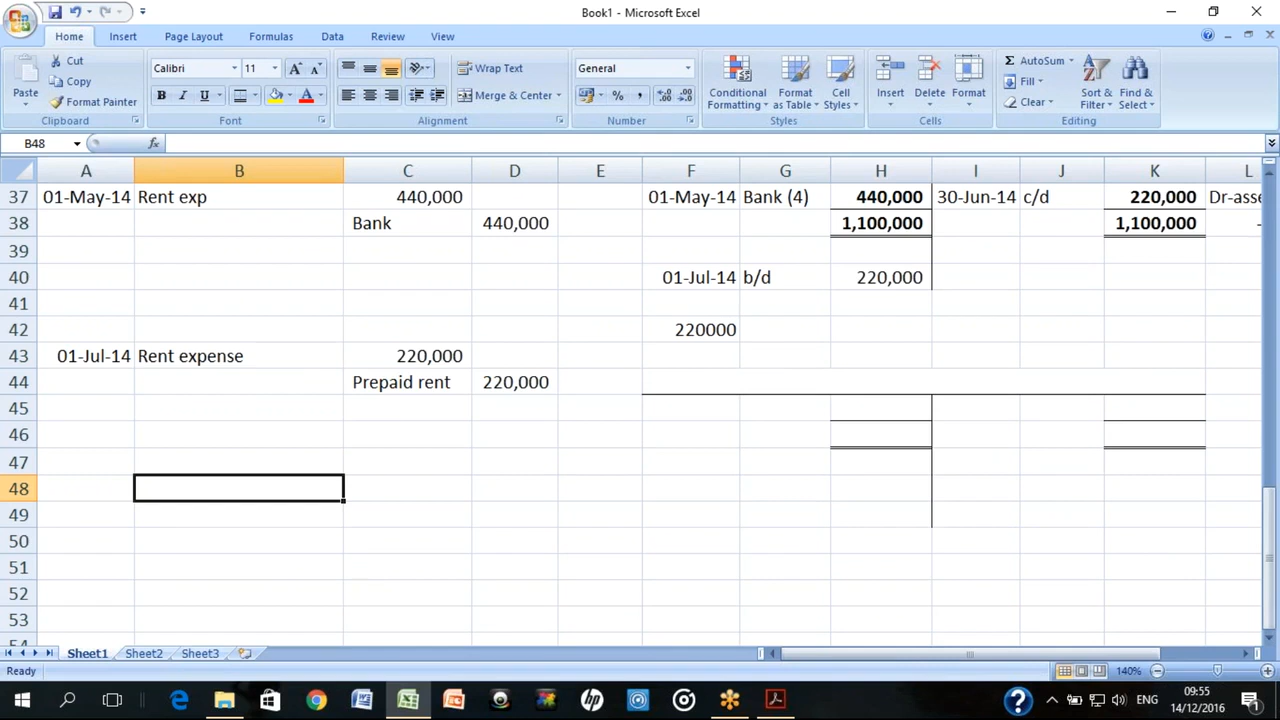 Book1 - Microsoft Excel
Home Insert Page Layout Formulas Data Review View
Paste Cut Copy Format Painter Clipboard
Calibri 11 B I U A A A Font
Wrap Text Merge & Center Alignment
General % , Number
Conditional Formatting Format as Table Cell Styles Styles
Insert Delete Format Cells
Σ AutoSum Fill Clear Sort & Filter Find & Select Editing
B48 fx
A B C D E F G H I J K L
37 01-May-14 Rent exp 440,000 01-May-14 Bank (4) 440,000 30-Jun-14 c/d 220,000 Dr-asse
38 Bank 440,000 1,100,000 1,100,000 -
39
40 01-Jul-14 b/d 220,000
41
42 220000
43 01-Jul-14 Rent expense 220,000
44 Prepaid rent 220,000
45
46
47
48
49
50
51
52
53
54
Sheet1 Sheet2 Sheet3
Ready 140%
hp ? ENG 09:55
14/12/2016 1